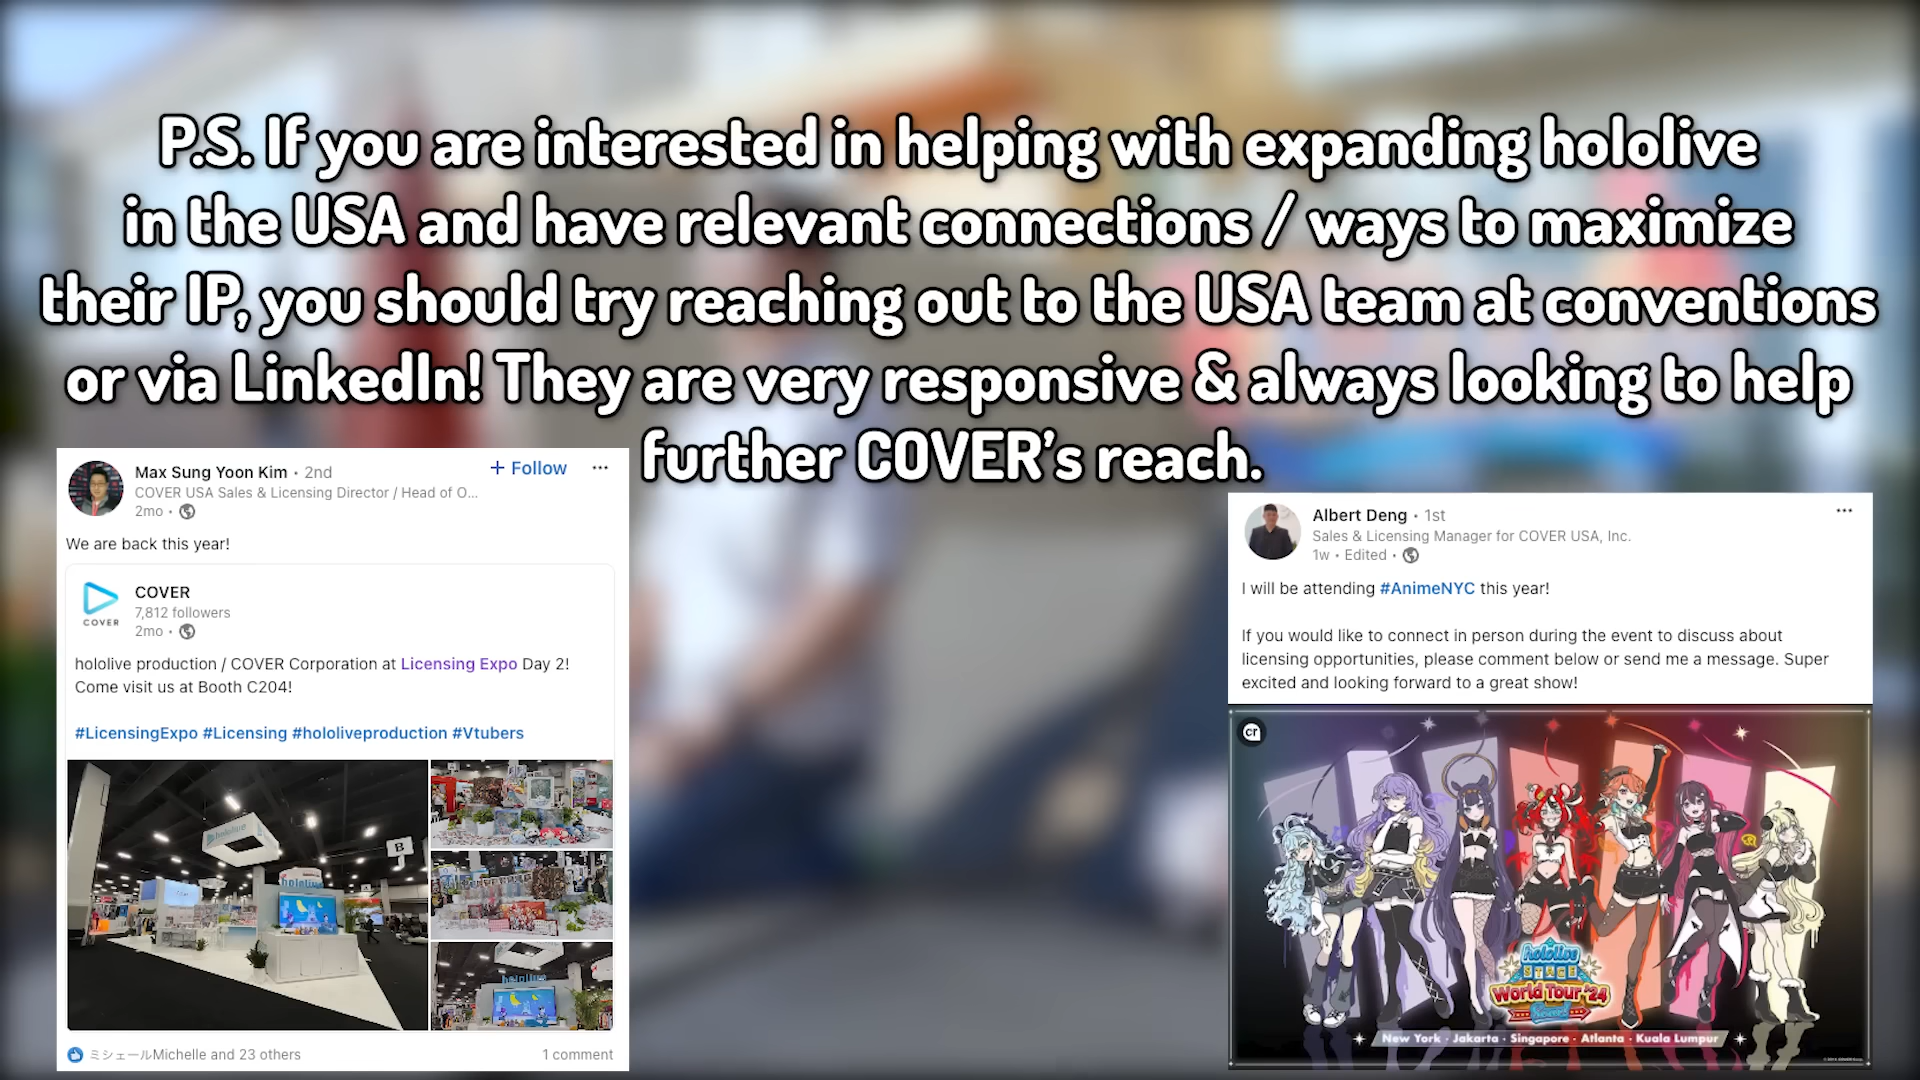 P.S. If you are interested in helping with expanding hololive
in the USA and have relevant connections / ways to maximize
their IP, you should try reaching out to the USA team at conventions
or via LinkedIn! They are very responsive & always looking to help
further COVER's reach.
Max Sung Yoon Kim • 2nd
+ Follow
COVER USA Sales & Licensing Director / Head of O...
2mo •
We are back this year!
COVER
COVER
7,812 followers
2mo •
hololive production / COVER Corporation at Licensing Expo Day 2!
Come visit us at Booth C204!
#LicensingExpo #Licensing #hololiveproduction #Vtubers
hololive
B
hololive
hololive
ミシェールMichelle and 23 others
1 comment
Albert Deng • 1st
Sales & Licensing Manager for COVER USA, Inc.
1w • Edited •
I will be attending #AnimeNYC this year!
If you would like to connect in person during the event to discuss about
licensing opportunities, please comment below or send me a message. Super
excited and looking forward to a great show!
cr
hololive
STAGE
World Tour '24
New York · Jakarta · Singapore · Atlanta · Kuala Lumpur